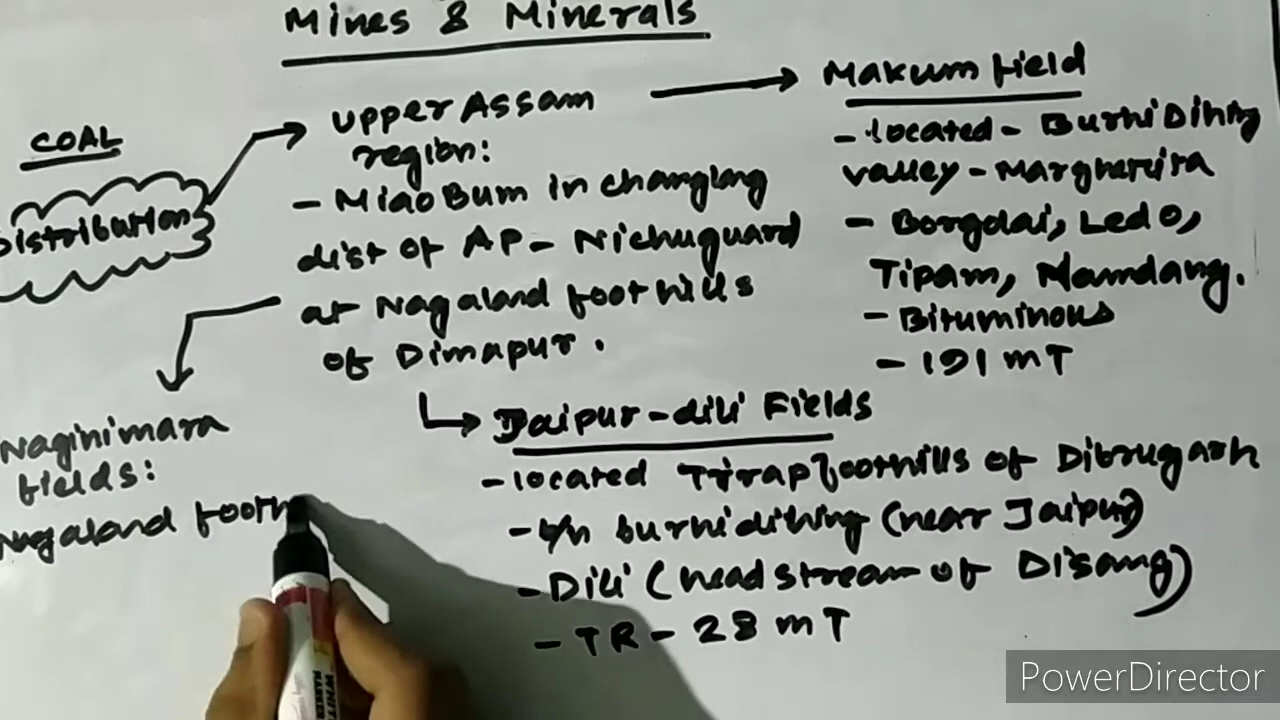 Mines & Minerals
COAL
Distribution
Upper Assam
region:
- Miao Bum in changlang
dist of AP - Nichuguard
at Nagaland foothills
of Dimapur.
Makum field
- located - Burhi Dihing
valley - Margherita
- Borgolai, Ledo,
Tipam, Namdang.
- Bituminous
- 191 mT
Jaipur - dili Fields
- located Tirap foothills of Dibrugarh
- b/n burhidihing (near Jaipur)
- Dili (head stream of Disang)
- TR - 28 mT
Naginimara
fields:
Nagaland footh
PowerDirector